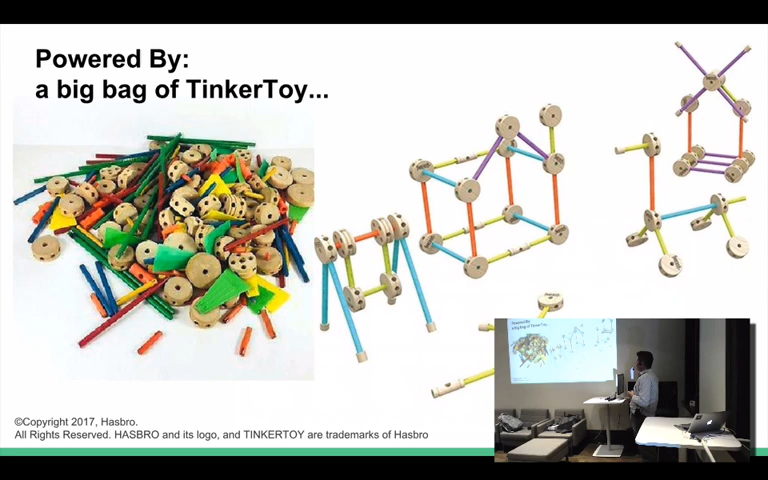 Powered By:
a big bag of TinkerToy...
©Copyright 2017, Hasbro.
All Rights Reserved. HASBRO and its logo, and TINKERTOY are trademarks of Hasbro